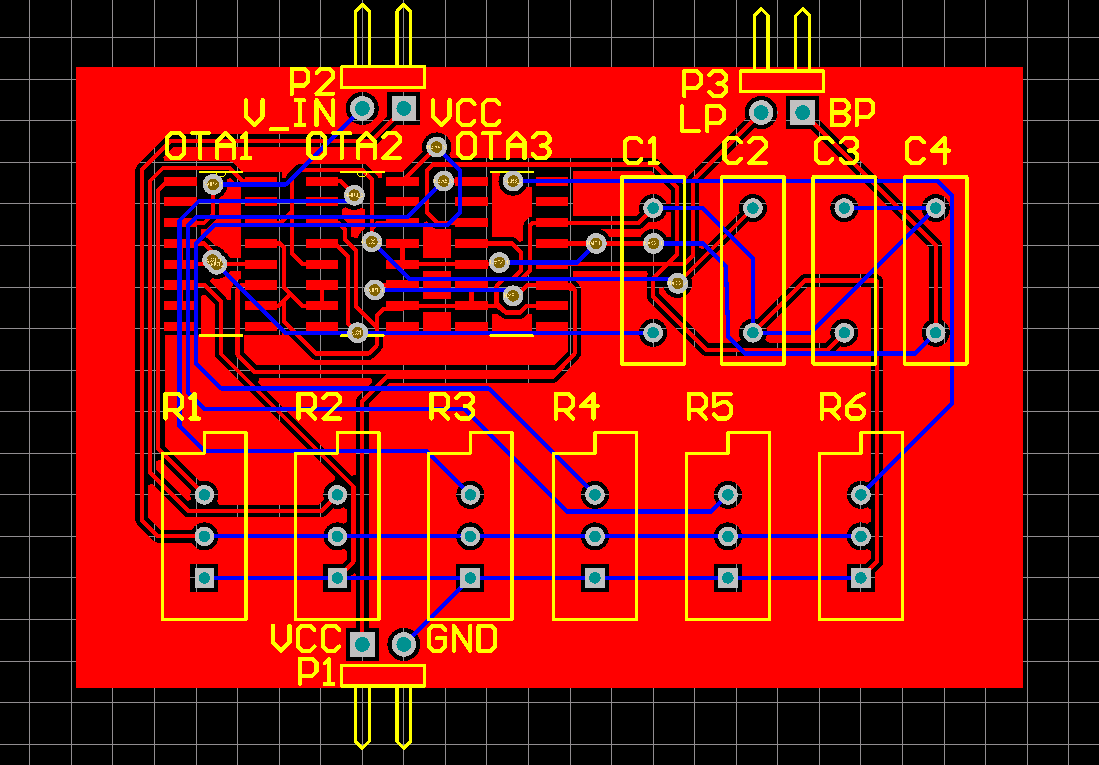 P2
P3
V_IN
VCC
LP
BP
OTA1
OTA2
OTA3
C1
C2
C3
C4
R1
R2
R3
R4
R5
R6
VCC
GND
P1